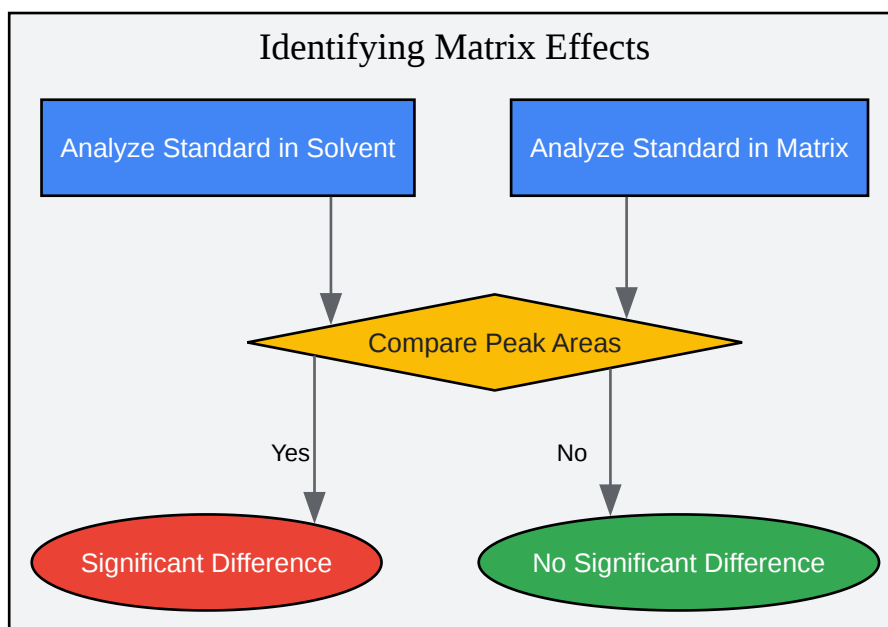 Identifying Matrix Effects
Analyze Standard in Solvent
Analyze Standard in Matrix
Compare Peak Areas
Yes
No
Significant Difference
No Significant Difference